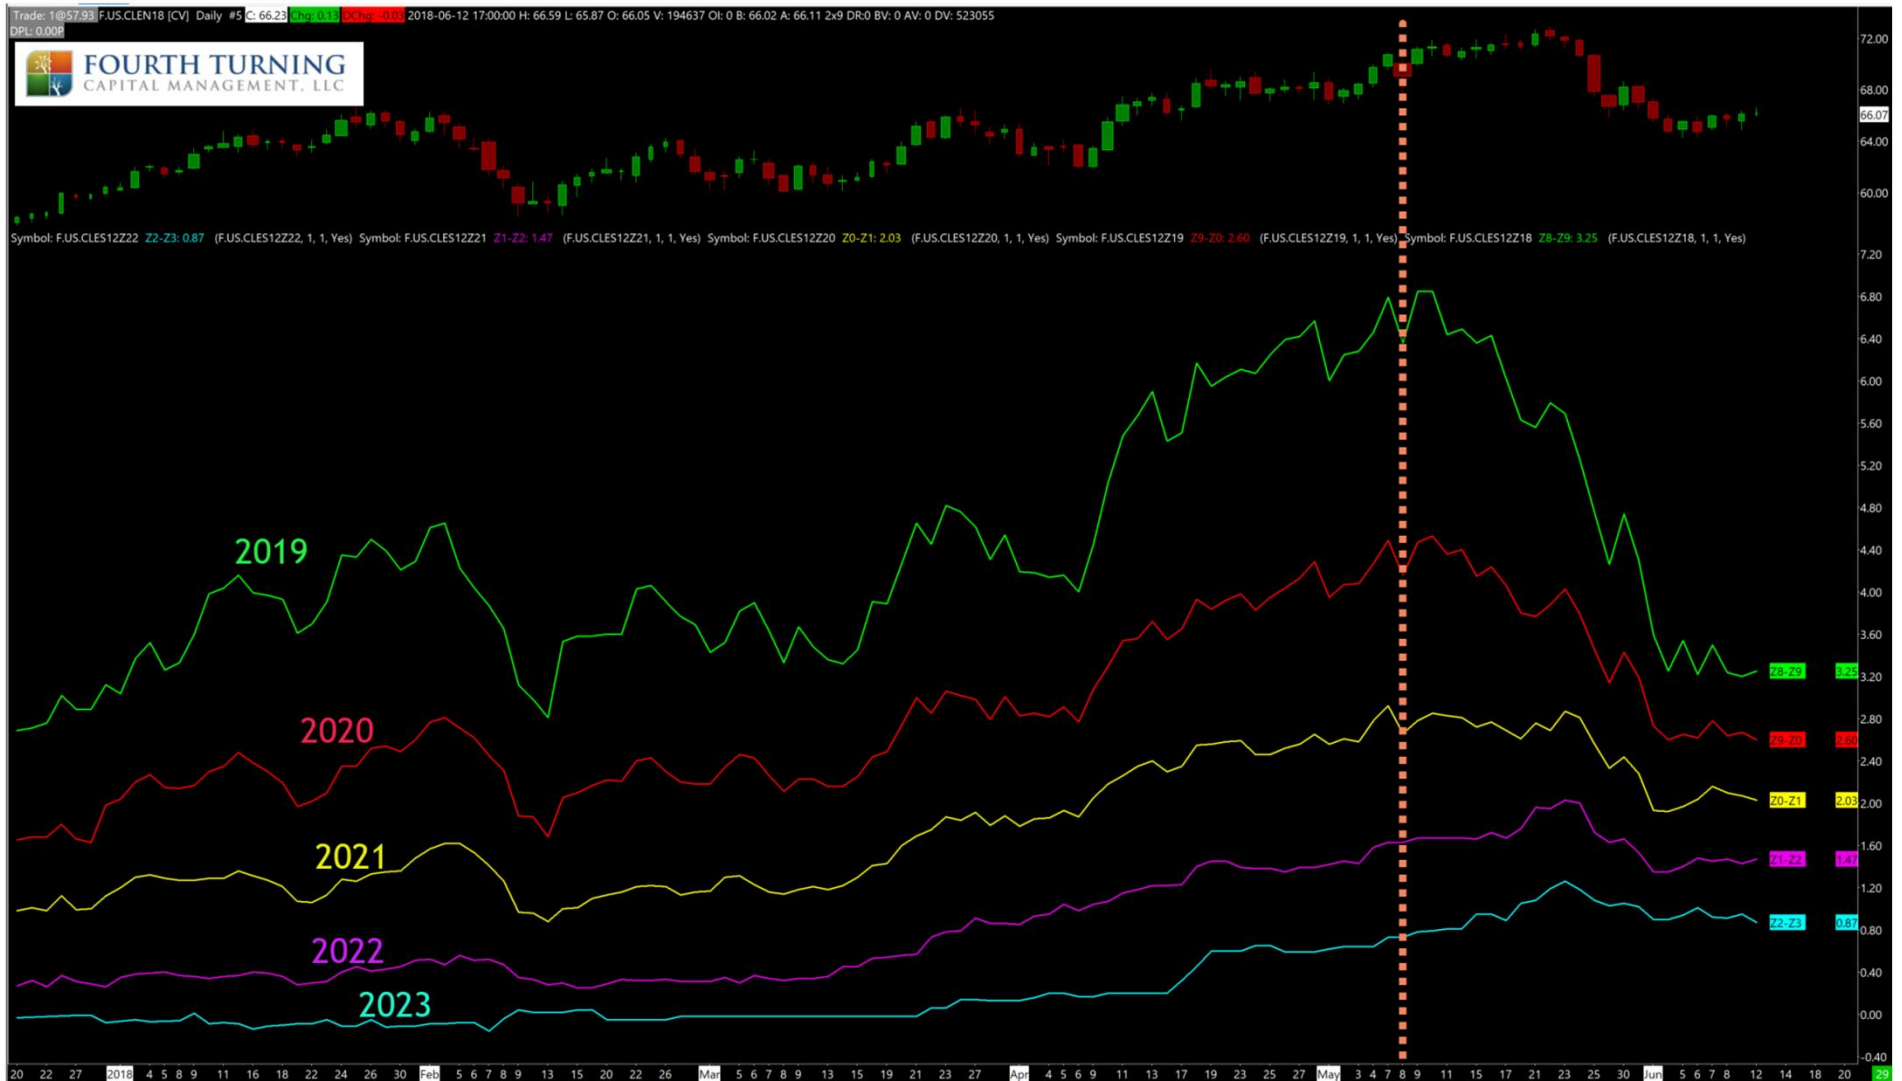 Trade: 1@57.93 F.US.CLEN18 [CV] Daily #5 C: 66.23 Chg: 0.13 DChg: -0.03 2018-06-12 17:00:00 H: 66.59 L: 65.87 O: 66.05 V: 194637 OI: 0 B: 66.02 A: 66.11 2x9 DR:0 BV: 0 AV: 0 DV: 523055
DPL: 0.00P
FOURTH TURNING
CAPITAL MANAGEMENT, LLC
72.00
68.00
66.07
64.00
60.00
Symbol: F.US.CLES12Z22 Z2-Z3: 0.87 (F.US.CLES12Z22, 1, 1, Yes) Symbol: F.US.CLES12Z21 Z1-Z2: 1.47 (F.US.CLES12Z21, 1, 1, Yes) Symbol: F.US.CLES12Z20 Z0-Z1: 2.03 (F.US.CLES12Z20, 1, 1, Yes) Symbol: F.US.CLES12Z19 Z9-Z0: 2.60 (F.US.CLES12Z19, 1, 1, Yes) Symbol: F.US.CLES12Z18 Z8-Z9: 3.25 (F.US.CLES12Z18, 1, 1, Yes)
7.20
6.80
6.40
6.00
5.60
5.20
4.80
2019
4.40
4.00
3.60
Z8-Z9 3.25
3.20
2020
2.80
Z9-Z0 2.60
2.40
Z0-Z1 2.03
2.00
2021
1.60
Z1-Z2 1.47
1.20
2022
Z2-Z3 0.87
0.80
0.40
2023
0.00
-0.40
20 22 27 2018 4 5 8 9 11 16 18 22 24 26 30 Feb 5 6 7 8 9 13 15 20 22 26 Mar 5 6 7 8 9 13 15 19 21 23 27 Apr 4 5 6 9 11 13 17 19 23 25 27 May 3 4 7 8 9 11 15 17 21 23 25 30 Jun 5 6 7 8 12 14 18 20 29